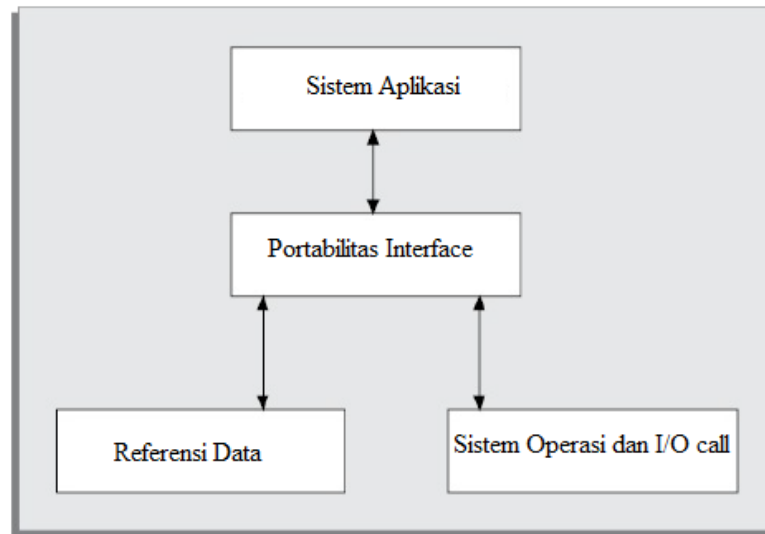 Sistem Aplikasi
Portabilitas Interface
Referensi Data
Sistem Operasi dan I/O call